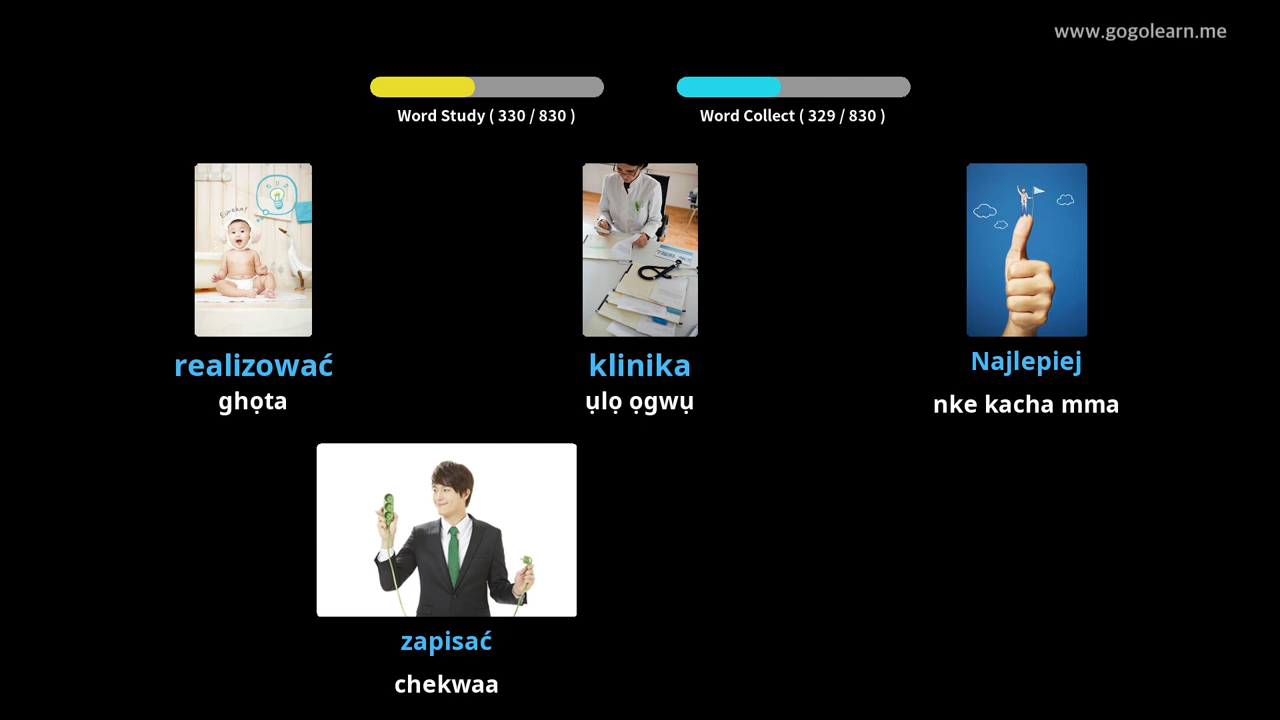 www.gogolearn.me
Word Study ( 330 / 830 )
Word Collect ( 329 / 830 )
Eureka!
realizować
ghọta
klinika
ụlọ ọgwụ
Najlepiej
nke kacha mma
zapisać
chekwaa